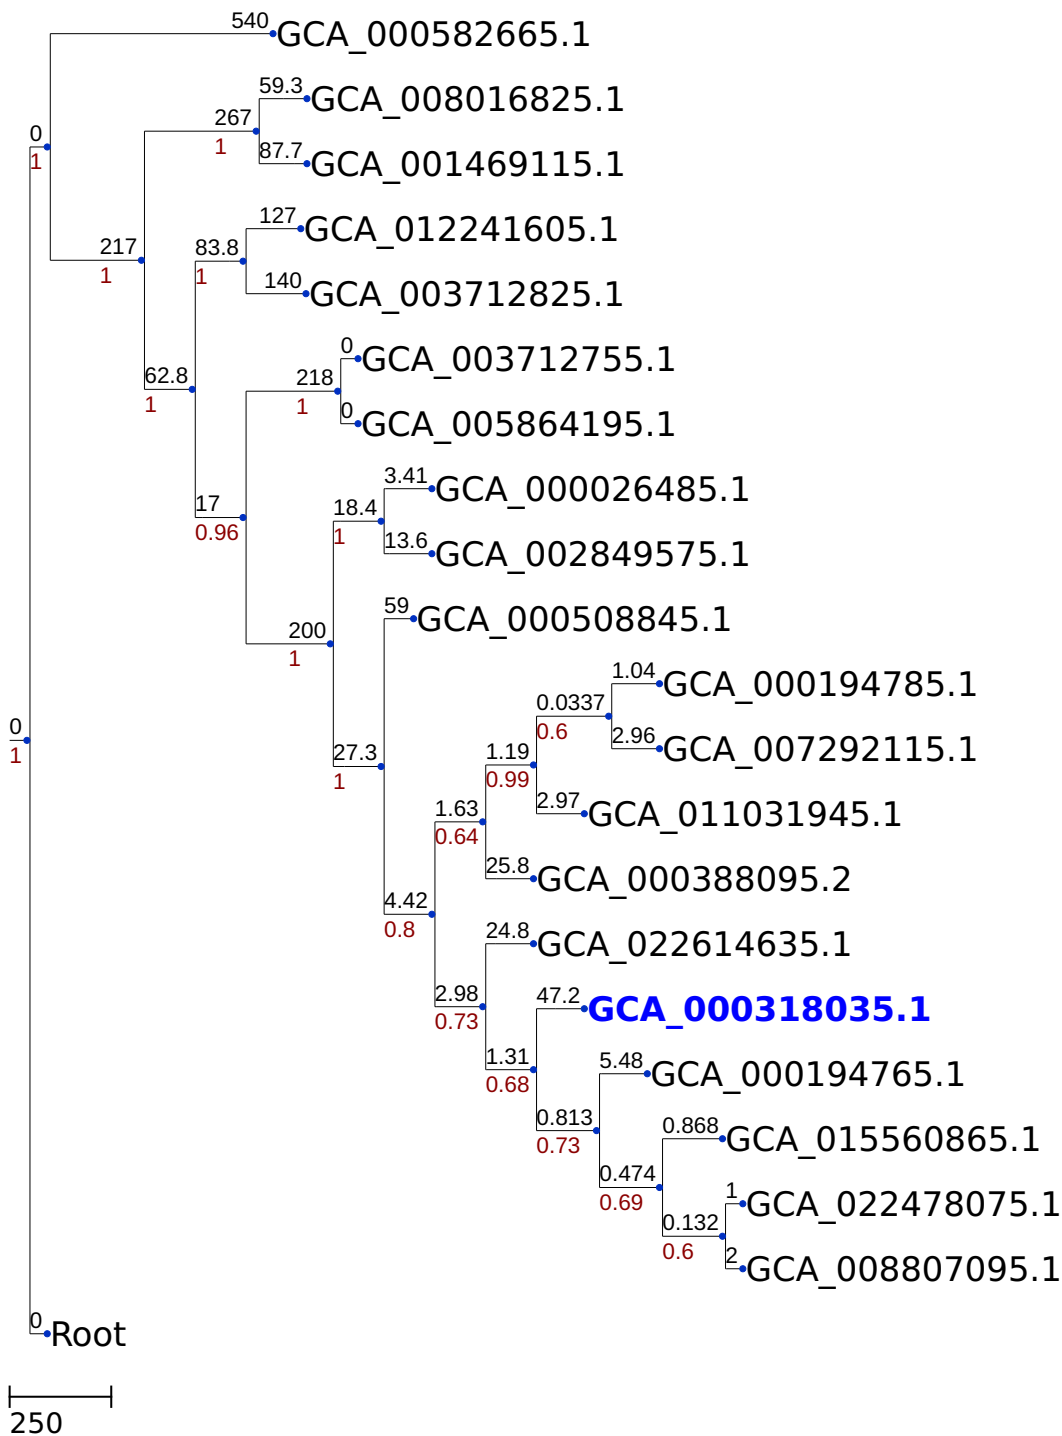 540
GCA_000582665.1
59.3
GCA_008016825.1
267
1
0
1
87.7
GCA_001469115.1
127
GCA_012241605.1
217
1
83.8
1
140
GCA_003712825.1
0
GCA_003712755.1
62.8
1
218
1
0
GCA_005864195.1
3.41
GCA_000026485.1
17
0.96
18.4
1
13.6
GCA_002849575.1
59
GCA_000508845.1
200
1
1.04
GCA_000194785.1
0.0337
0.6
0
1
2.96
GCA_007292115.1
27.3
1
1.19
0.99
2.97
GCA_011031945.1
1.63
0.64
25.8
GCA_000388095.2
4.42
0.8
24.8
GCA_022614635.1
2.98
0.73
47.2
GCA_000318035.1
1.31
0.68
5.48
GCA_000194765.1
0.813
0.73
0.868
GCA_015560865.1
0.474
0.69
1
GCA_022478075.1
0.132
0.6
2
GCA_008807095.1
0
Root
250